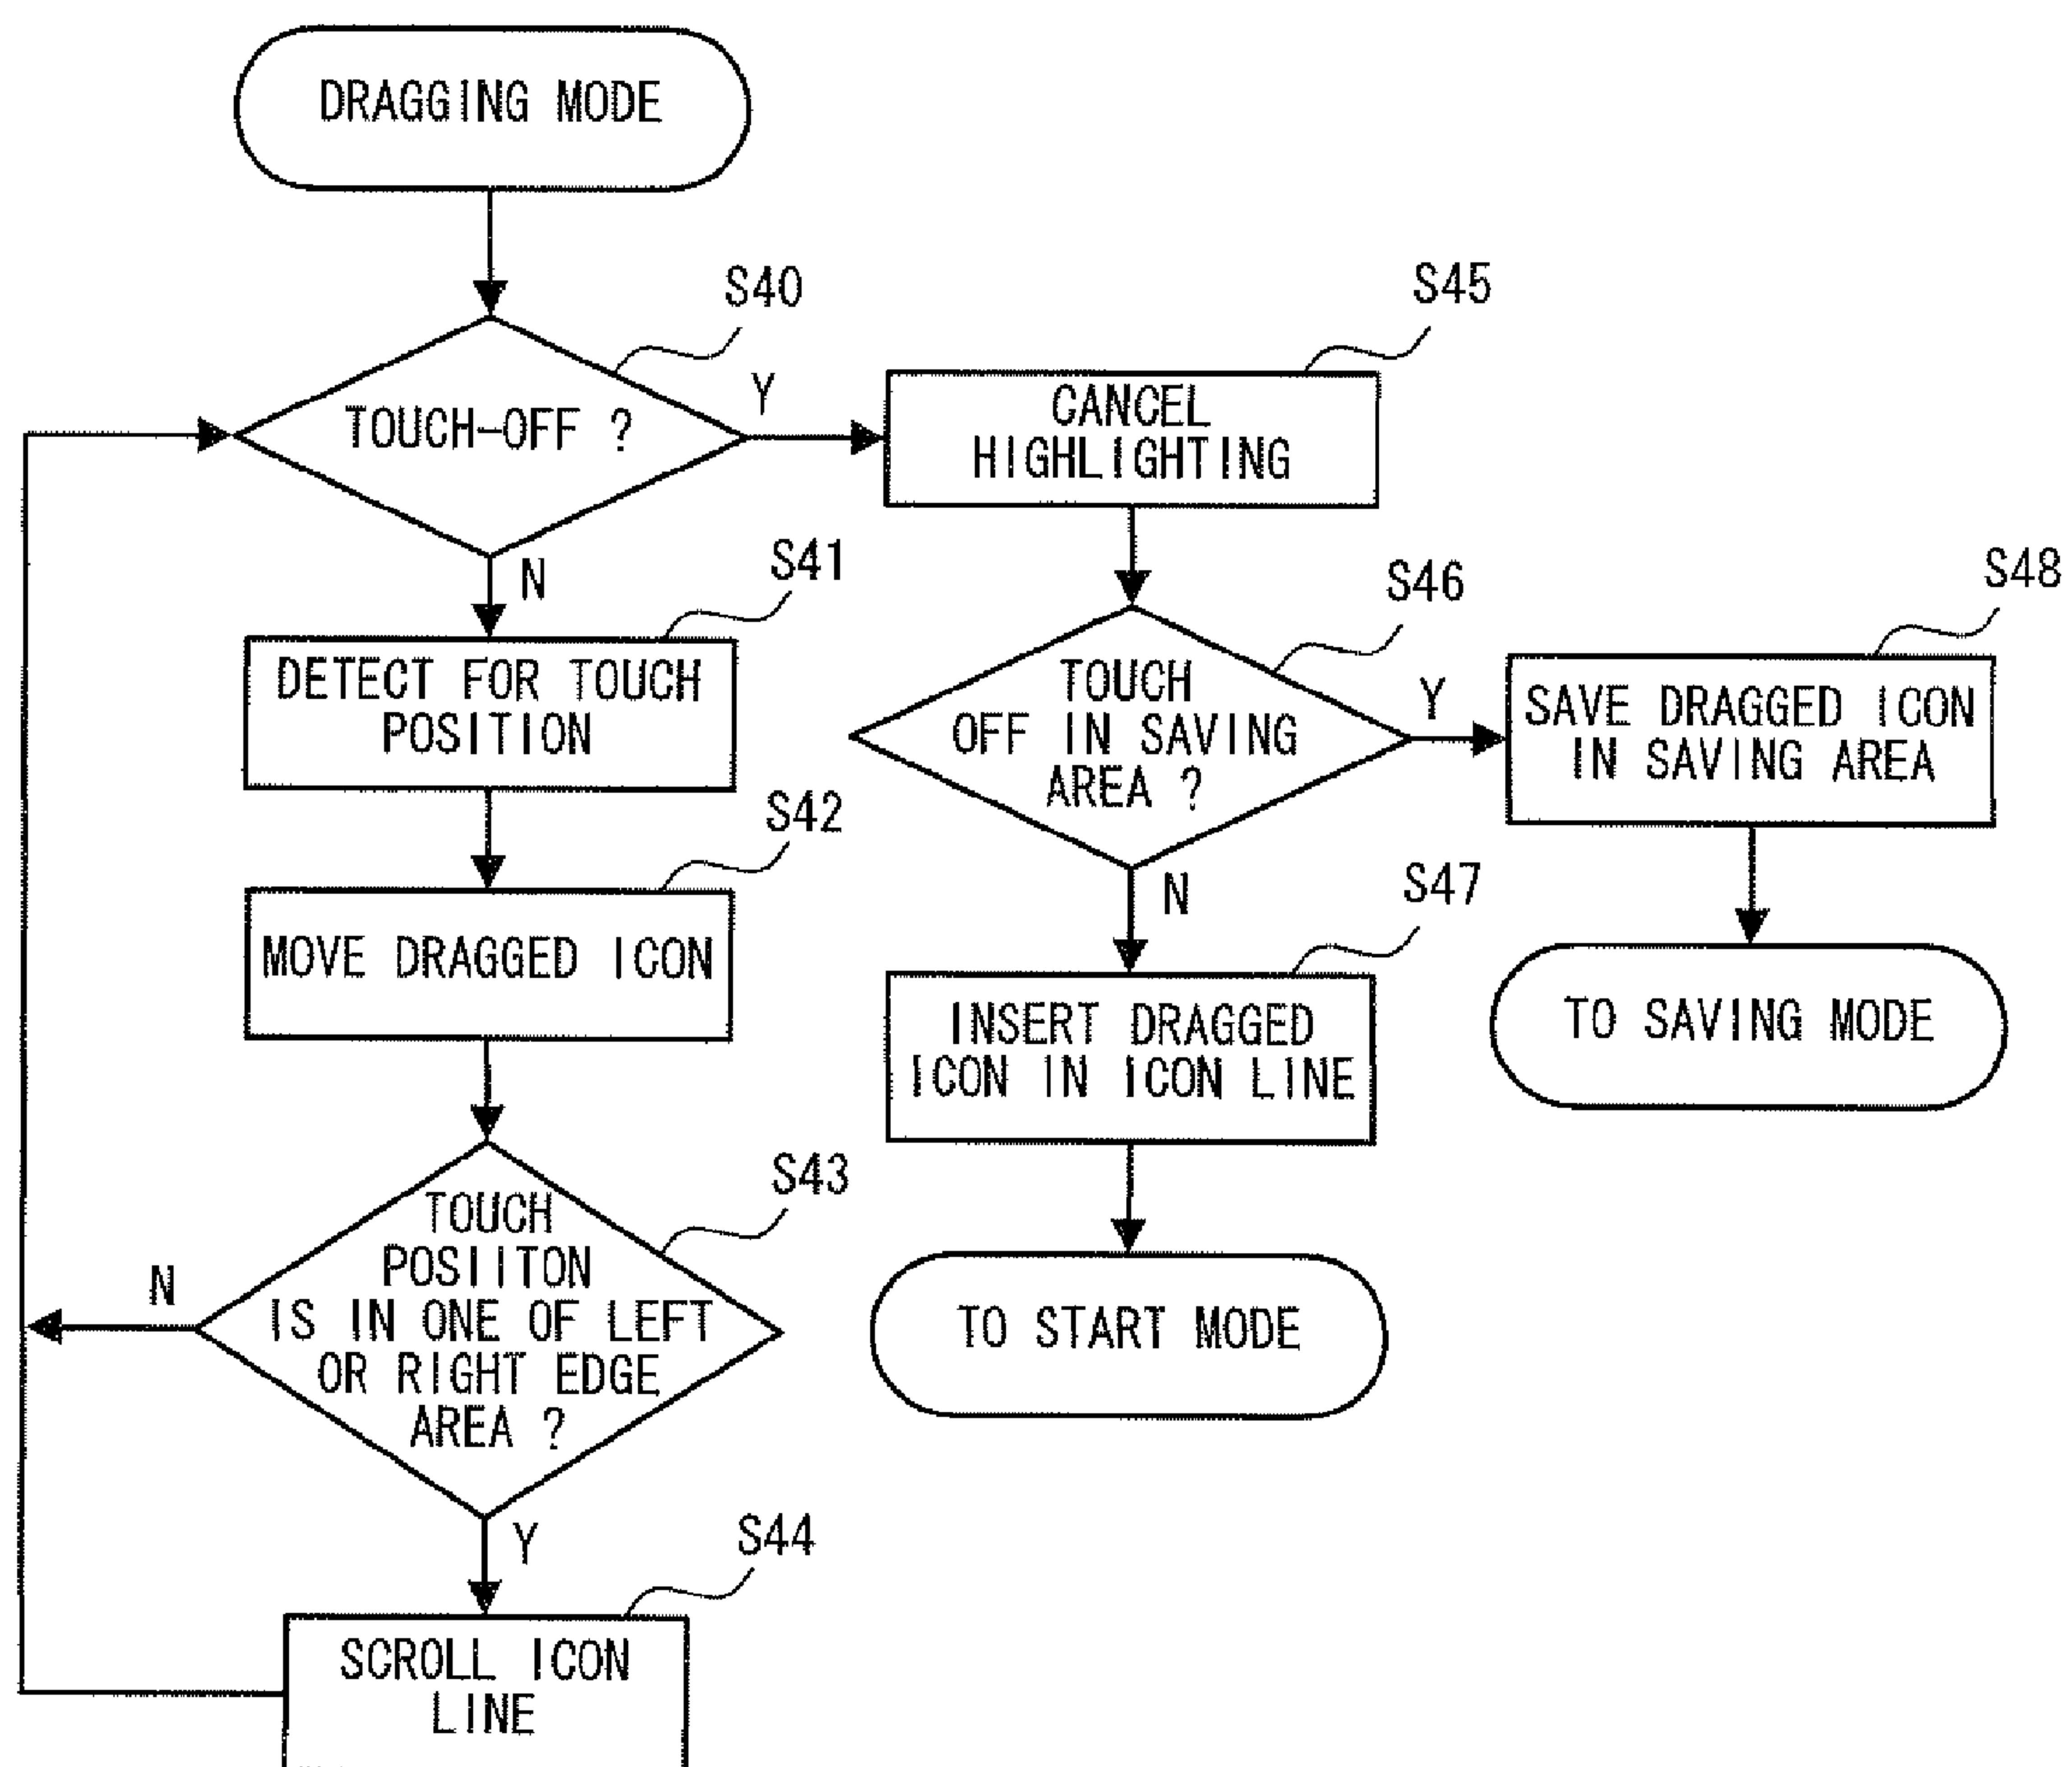 DRAGGING MODE
S40
TOUCH-OFF ?
Y
N
S41
DETECT FOR TOUCH
POSITION
S42
MOVE DRAGGED ICON
S43
TOUCH
POSIITON
IS IN ONE OF LEFT
OR RIGHT EDGE
AREA ?
N
Y
S44
SCROLL ICON
LINE
S45
CANCEL
HIGHLIGHTING
S46
TOUCH
OFF IN SAVING
AREA ?
Y
N
S47
INSERT DRAGGED
ICON IN ICON LINE
TO START MODE
S48
SAVE DRAGGED ICON
IN SAVING AREA
TO SAVING MODE